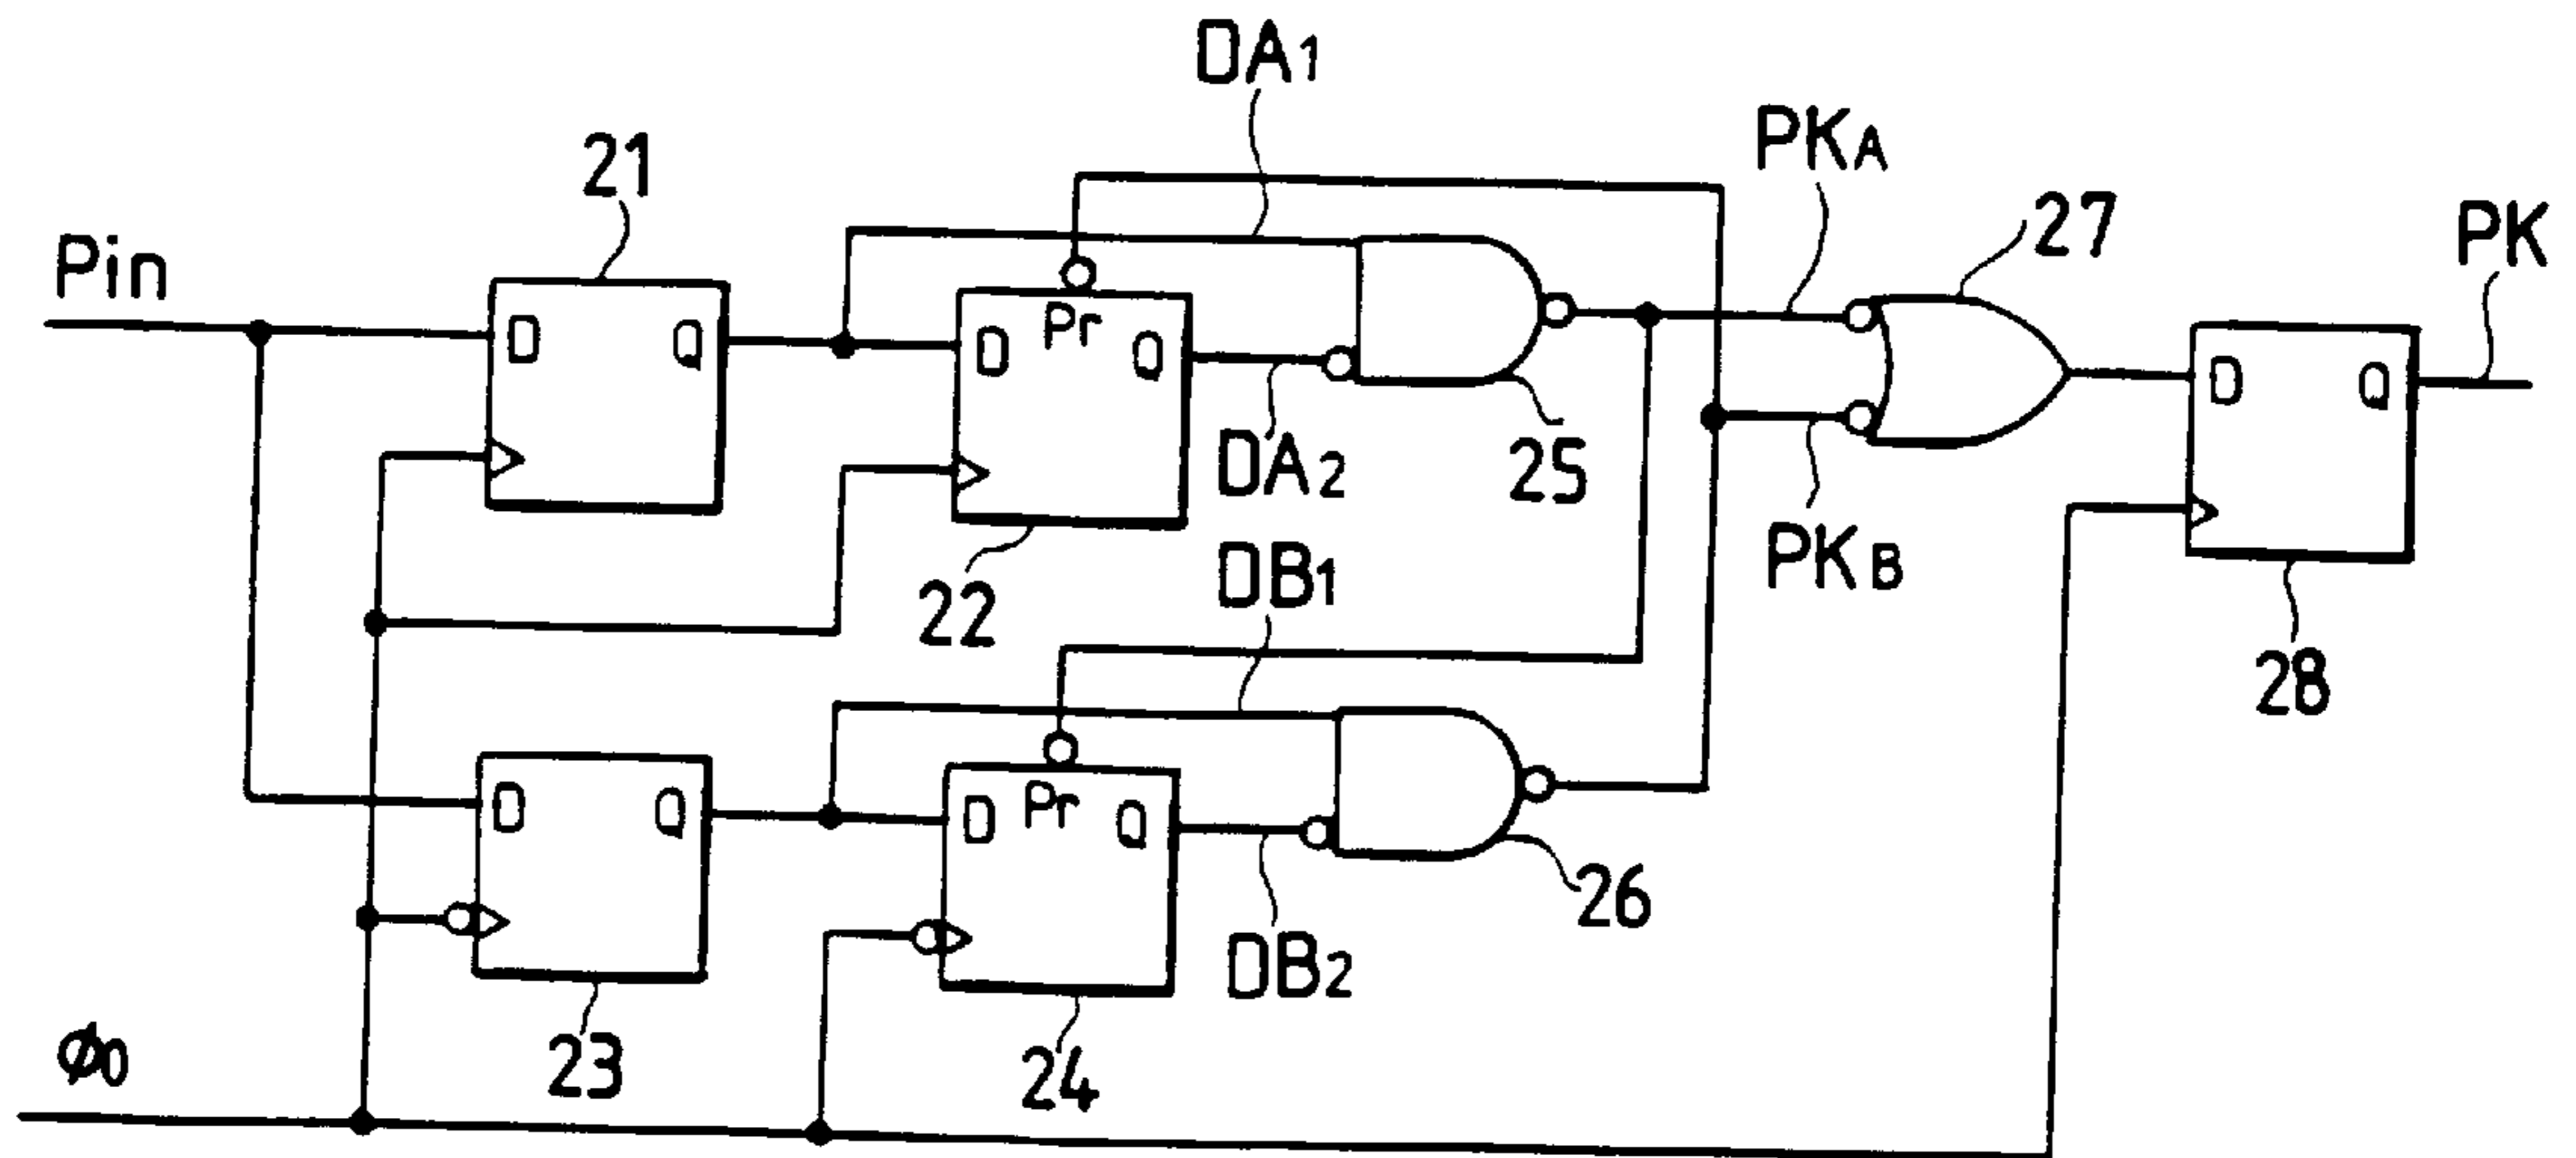 DA1
PKA
21
27
PK
Pin
D Q
D Pr Q
D Q
DA2
25
PKB
22
DB1
28
D Q
D Pr Q
26
DB2
23
24
ϕ0